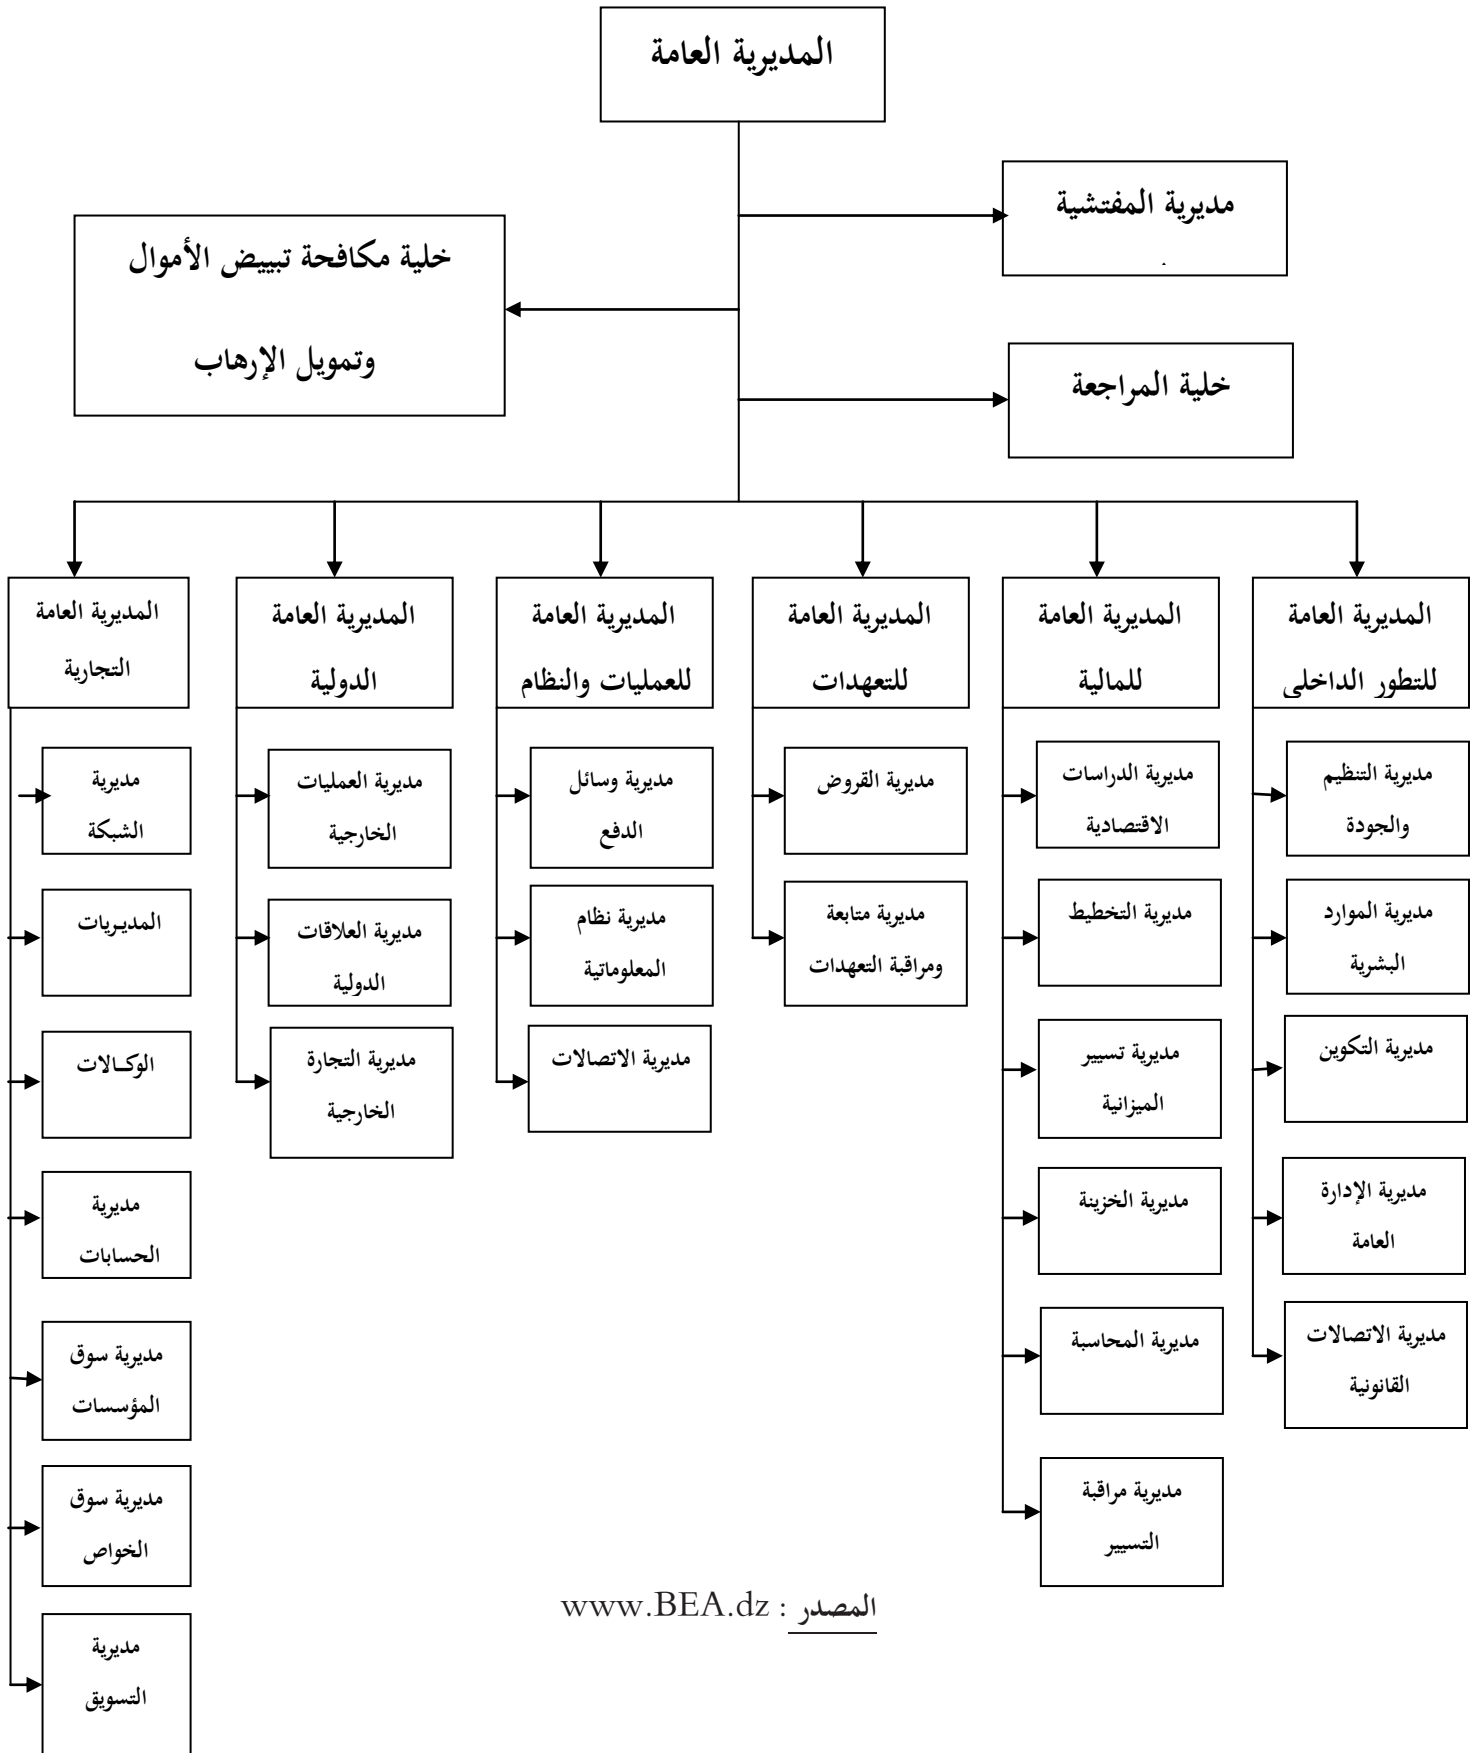 المديرية العامة
مديرية المفتشية
خلية مكافحة تبييض الأموال
وتمويل الإرهاب
خلية المراجعة
المديرية العامة
للتطور الداخلي
المديرية العامة
للمالية
المديرية العامة
للتعهدات
المديرية العامة
للعمليات والنظام
المديرية العامة
الدولية
المديرية العامة
التجارية
مديرية التنظيم
والجودة
مديرية الموارد
البشرية
مديرية التكوين
مديرية الإدارة
العامة
مديرية الاتصالات
القانونية
مديرية الدراسات
الاقتصادية
مديرية التخطيط
مديرية تسيير
الميزانية
مديرية الخزينة
مديرية المحاسبة
مديرية مراقبة
التسيير
مديرية القروض
مديرية متابعة
ومراقبة التعهدات
مديرية وسائل
الدفع
مديرية نظام
المعلوماتية
مديرية الاتصالات
مديرية العمليات
الخارجية
مديرية العلاقات
الدولية
مديرية التجارة
الخارجية
مديرية
الشبكة
المديريات
الوكالات
مديرية
الحسابات
مديرية سوق
المؤسسات
مديرية سوق
الخواص
مديرية
التسويق
المصدر : www.BEA.dz